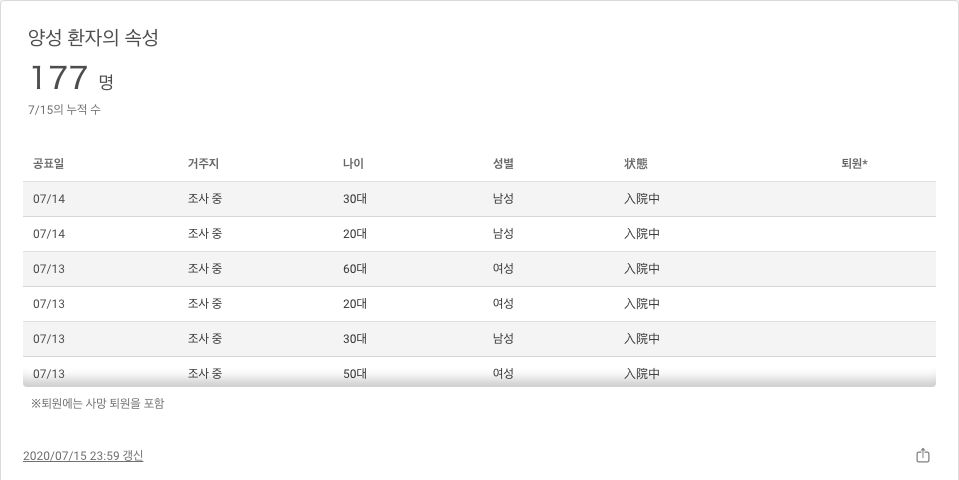 양성 환자의 속성
177 명
7/15의 누적 수
공표일 거주지 나이 성별 状態 퇴원*
07/14 조사 중 30대 남성 入院中
07/14 조사 중 20대 남성 入院中
07/13 조사 중 60대 여성 入院中
07/13 조사 중 20대 여성 入院中
07/13 조사 중 30대 남성 入院中
07/13 조사 중 50대 여성 入院中
※퇴원에는 사망 퇴원을 포함
2020/07/15 23:59 갱신